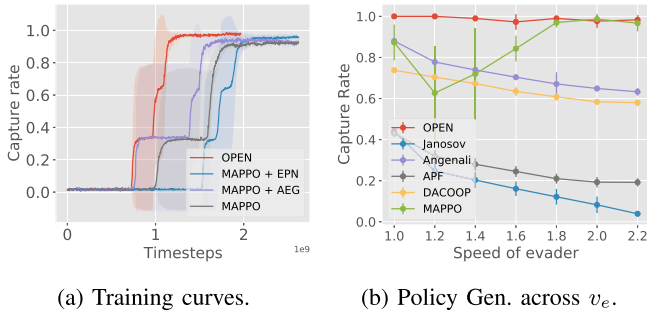 Capture rate
1.0
0.8
0.6
0.4
0.2
0.0
OPEN
MAPPO + EPN
MAPPO + AEG
MAPPO
0 1 2
Timesteps 1e9
(a) Training curves.
Capture Rate
1.0
0.8
0.6
0.4
0.2
0.0
OPEN
Janosov
Angenali
APF
DACOOP
MAPPO
1.0 1.2 1.4 1.6 1.8 2.0 2.2
Speed of evader
(b) Policy Gen. across vₑ.